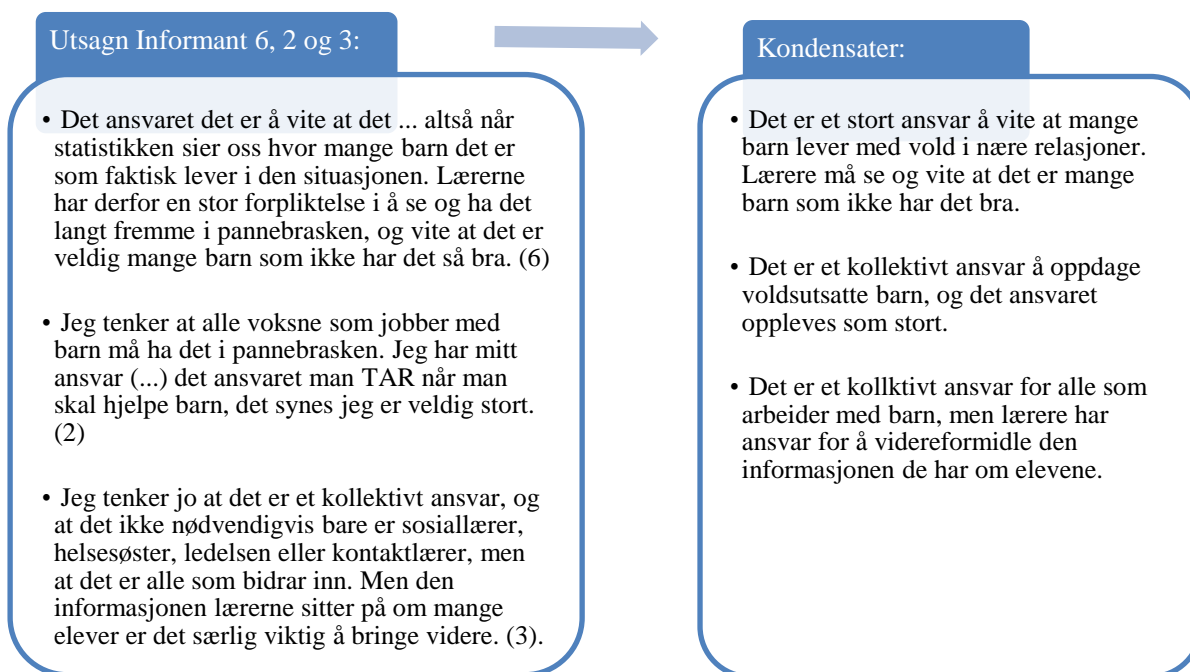 Utsagn Informant 6, 2 og 3:
• Det ansvaret det er å vite at det ... altså når
statistikken sier oss hvor mange barn det er
som faktisk lever i den situasjonen. Lærerne
har derfor en stor forpliktelse i å se og ha det
langt fremme i pannebrasken, og vite at det er
veldig mange barn som ikke har det så bra. (6)
• Jeg tenker at alle voksne som jobber med
barn må ha det i pannebrasken. Jeg har mitt
ansvar (...) det ansvaret man TAR når man
skal hjelpe barn, det synes jeg er veldig stort.
(2)
• Jeg tenker jo at det er et kollektivt ansvar, og
at det ikke nødvendigvis bare er sosiallærer,
helsesøster, ledelsen eller kontaktlærer, men
at det er alle som bidrar inn. Men den
informasjonen lærerne sitter på om mange
elever er det særlig viktig å bringe videre. (3).
Kondensater:
• Det er et stort ansvar å vite at mange
barn lever med vold i nære relasjoner.
Lærere må se og vite at det er mange
barn som ikke har det bra.
• Det er et kollektivt ansvar å oppdage
voldsutsatte barn, og det ansvaret
oppleves som stort.
• Det er et kollktivt ansvar for alle som
arbeider med barn, men lærere har
ansvar for å videreformidle den
informasjonen de har om elevene.